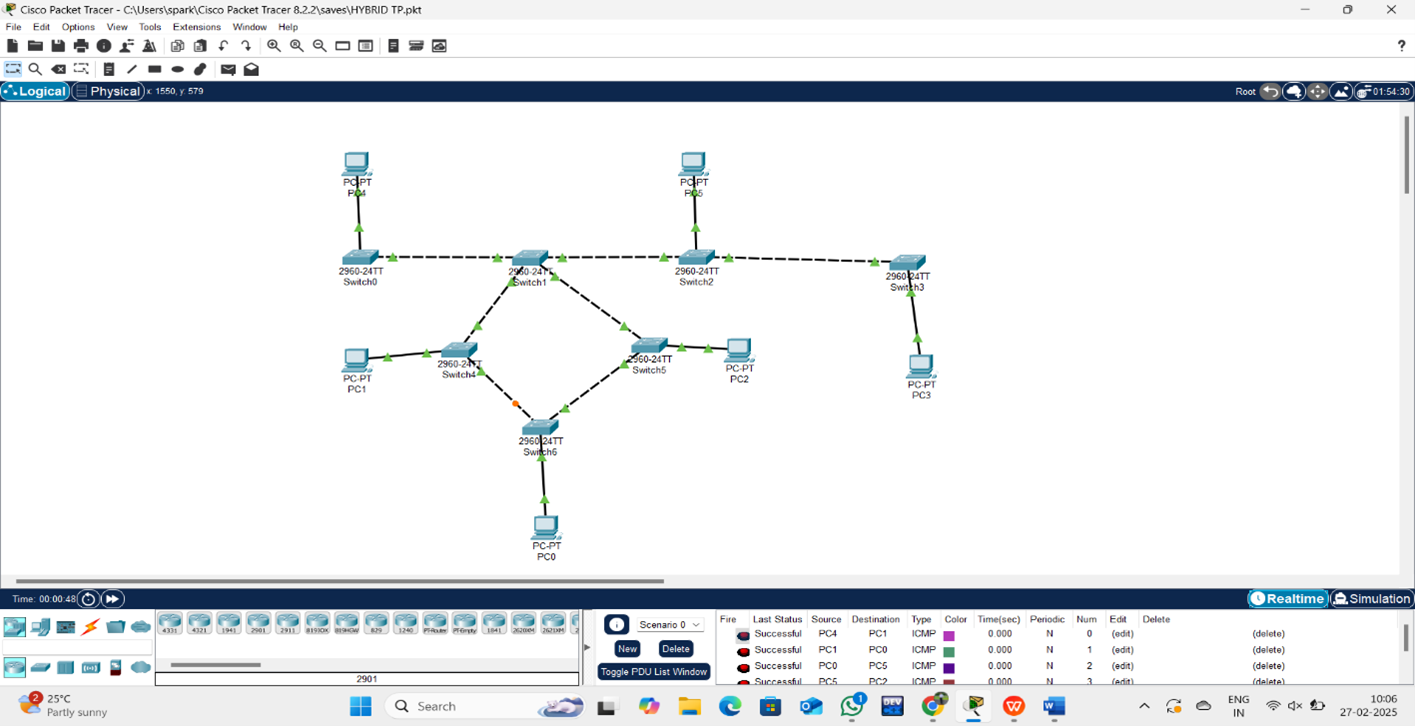 Cisco Packet Tracer - C:\Users\spark\Cisco Packet Tracer 8.2.2\saves\HYBRID TP.pkt
File Edit Options View Tools Extensions Window Help
?
Logical Physical x: 1550, y: 579 Root 01:54:30
PC-PT
PC4
PC-PT
PC5
2960-24TT
Switch0
2960-24TT
Switch1
2960-24TT
Switch2
2960-24TT
Switch3
PC-PT
PC1
2960-24TT
Switch4
2960-24TT
Switch5
PC-PT
PC2
PC-PT
PC3
2960-24TT
Switch6
PC-PT
PC0
Time: 00:00:48 Realtime Simulation
4331 4321 1941 2901 2911 819IOX 819HGW 829 1240 PT-Router PT-Empty 1841 2620XM 2621XM
2901
Scenario 0
New Delete
Toggle PDU List Window
Fire Last Status Source Destination Type Color Time(sec) Periodic Num Edit Delete
Successful PC4 PC1 ICMP 0.000 N 0 (edit) (delete)
Successful PC1 PC0 ICMP 0.000 N 1 (edit) (delete)
Successful PC0 PC5 ICMP 0.000 N 2 (edit) (delete)
Successful PC5 PC2 ICMP 0.000 N 3 (edit) (delete)
2
25°C
Partly sunny
Search
1
DEV
ENG
IN
10:06
27-02-2025